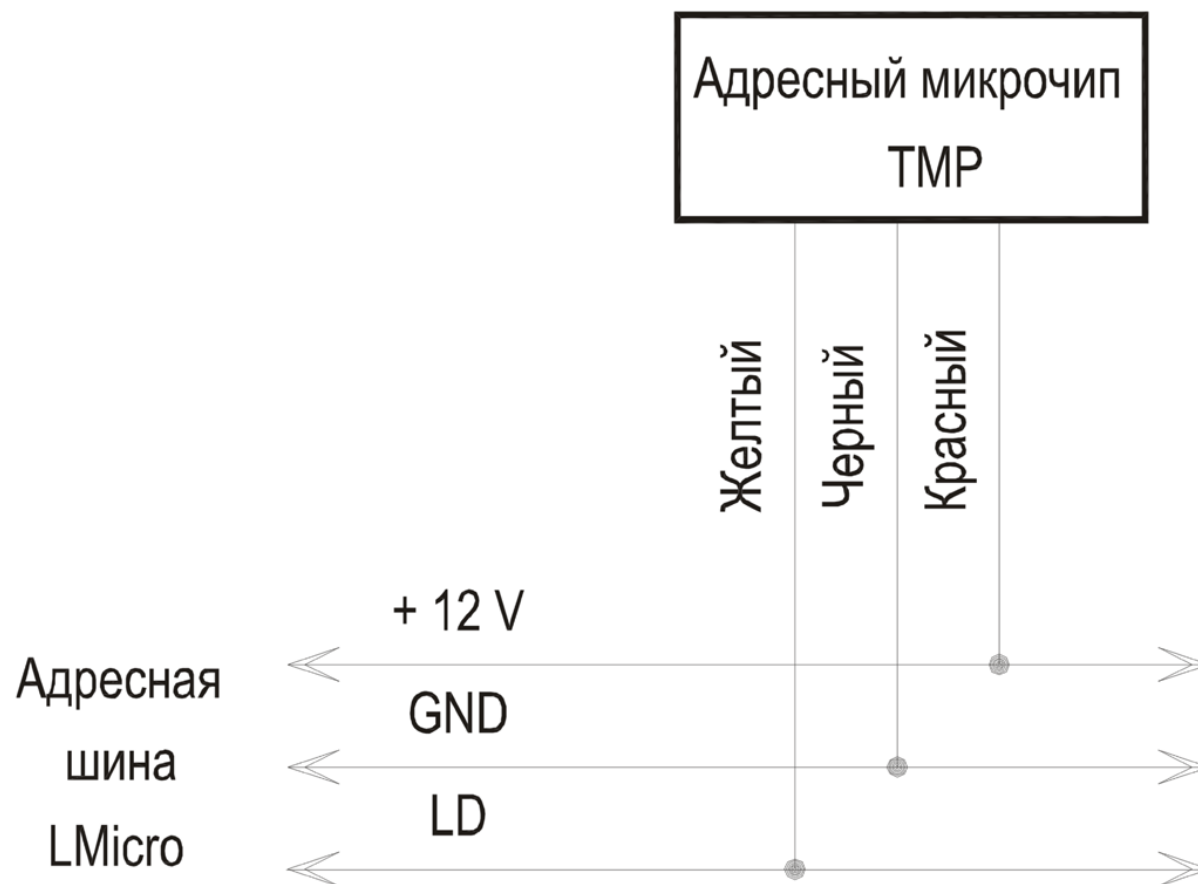 Адресный микрочип
TMP
Желтый
Черный
Красный
+ 12 V
Адресная
GND
шина
LD
LMicro